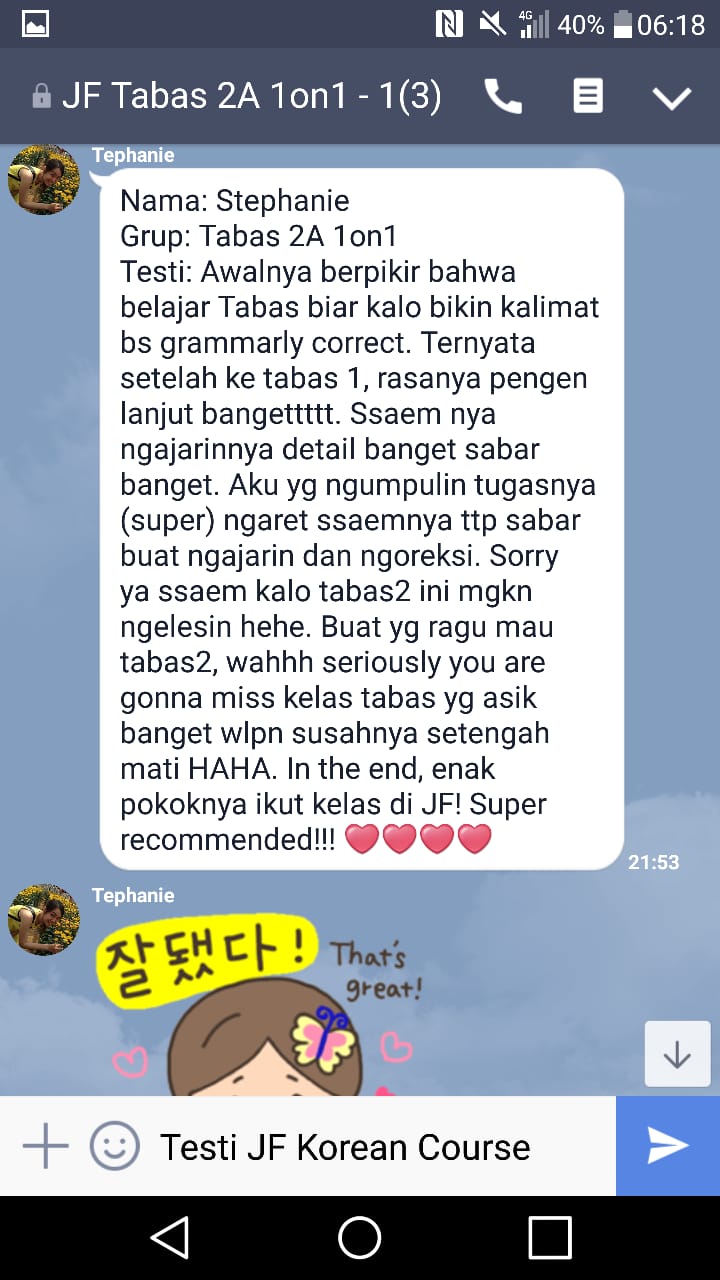 4G 40% 06:18
JF Tabas 2A 1on1 - 1(3)
Tephanie
Nama: Stephanie
Grup: Tabas 2A 1on1
Testi: Awalnya berpikir bahwa
belajar Tabas biar kalo bikin kalimat
bs grammarly correct. Ternyata
setelah ke tabas 1, rasanya pengen
lanjut bangettttt. Ssaem nya
ngajarinnya detail banget sabar
banget. Aku yg ngumpulin tugasnya
(super) ngaret ssaemnya ttp sabar
buat ngajarin dan ngoreksi. Sorry
ya ssaem kalo tabas2 ini mgkn
ngelesin hehe. Buat yg ragu mau
tabas2, wahhh seriously you are
gonna miss kelas tabas yg asik
banget wlpn susahnya setengah
mati HAHA. In the end, enak
pokoknya ikut kelas di JF! Super
recommended!!! ❤❤❤❤
21:53
Tephanie
잘됐다! That's
great!
Testi JF Korean Course